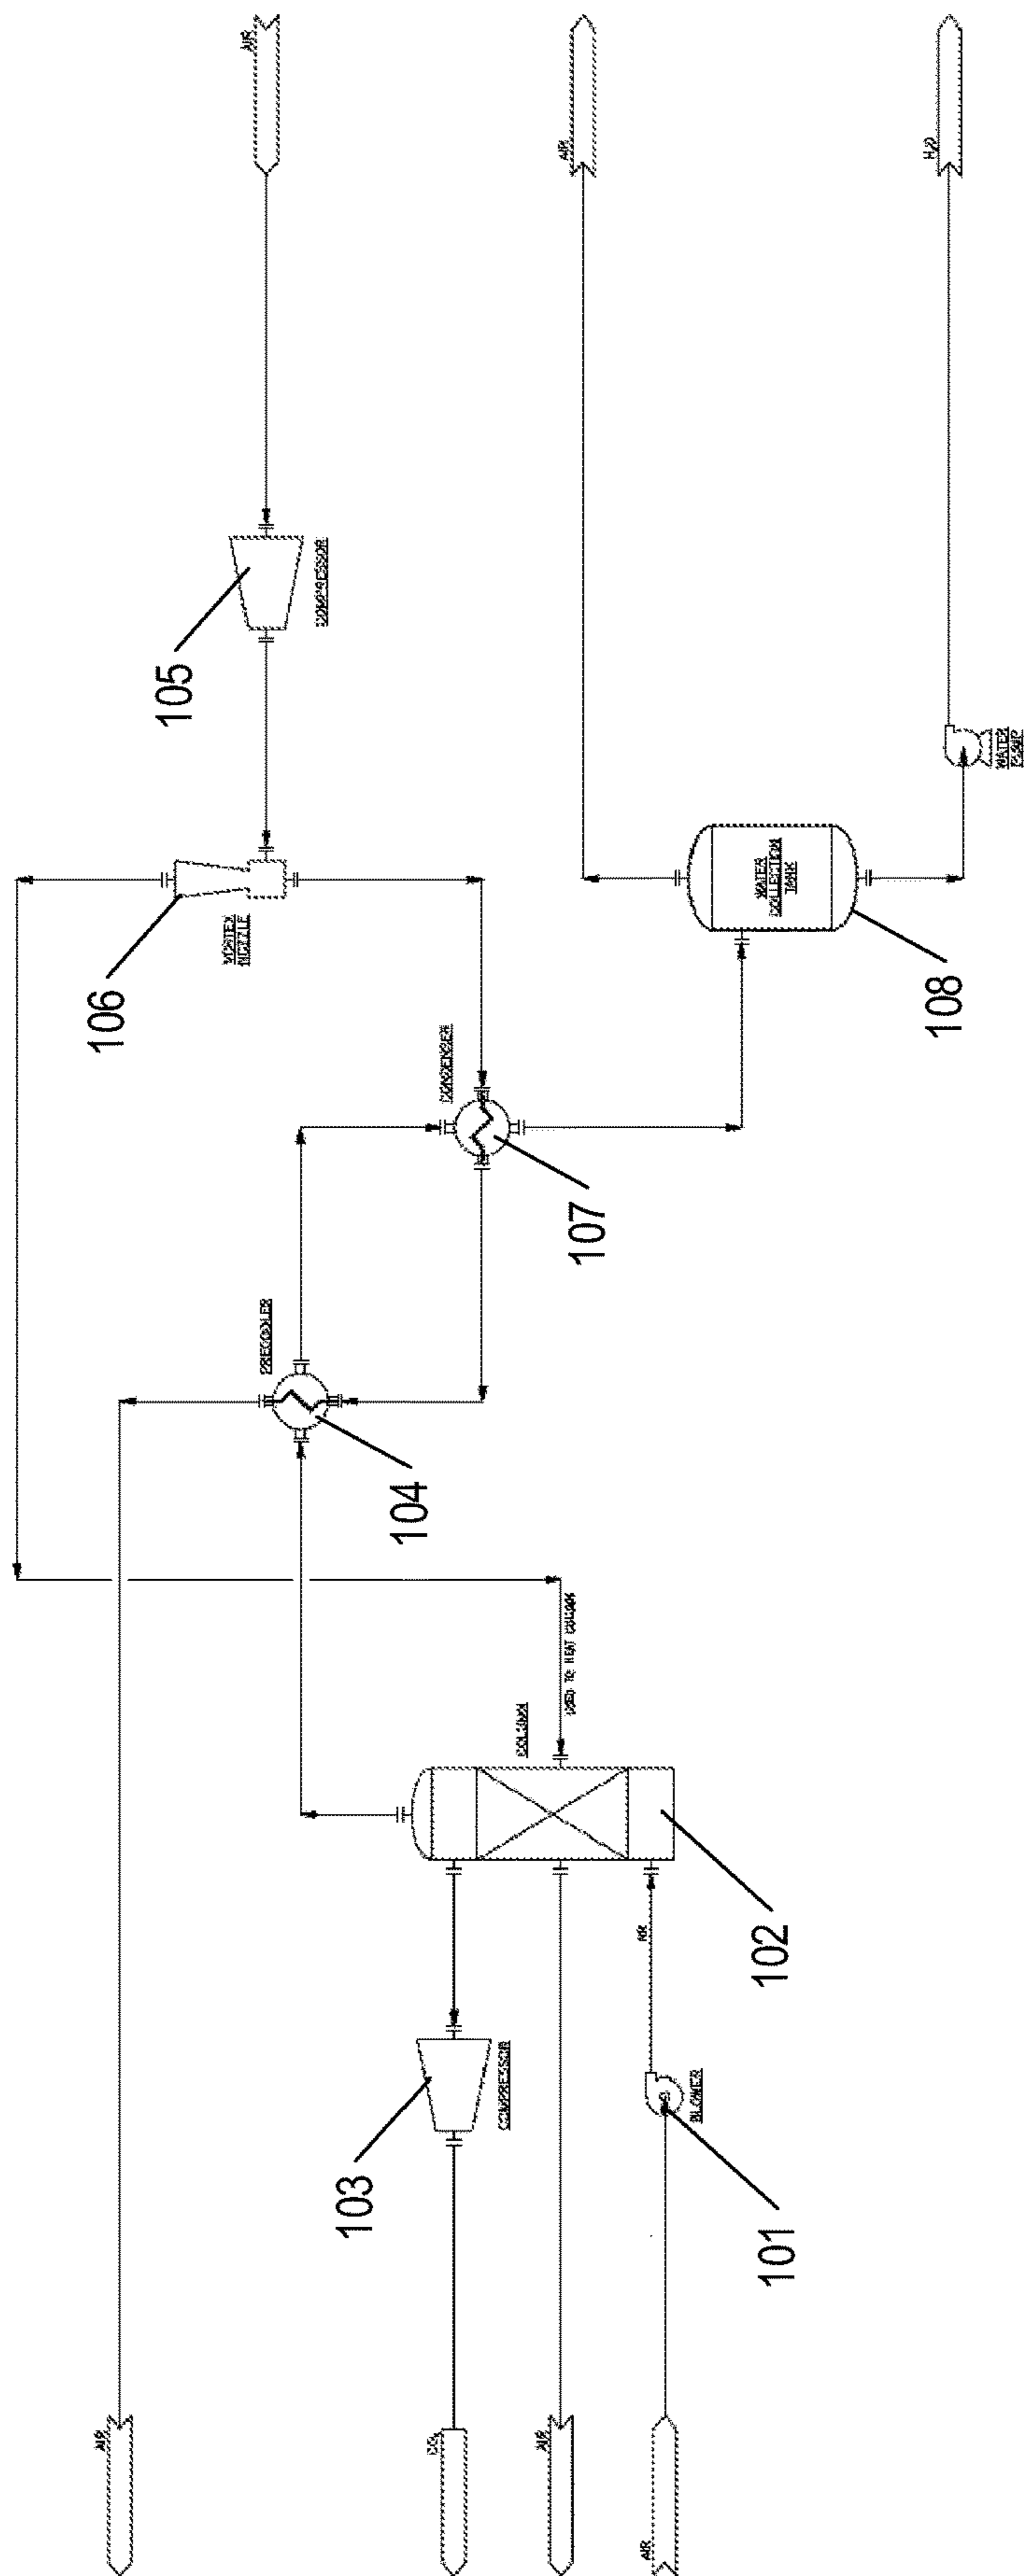 AIR
CO2
AIR
AIR
103
COMPRESSOR
101
BLOWER
AIR
102
COLUMN
USED TO HEAT COLUMN
104
PRECOOLER
107
CONDENSER
106
VORTEX
NOZZLE
105
COMPRESSOR
108
WATER
COLLECTION
TANK
WATER
PUMP
AIR
AIR
H2O